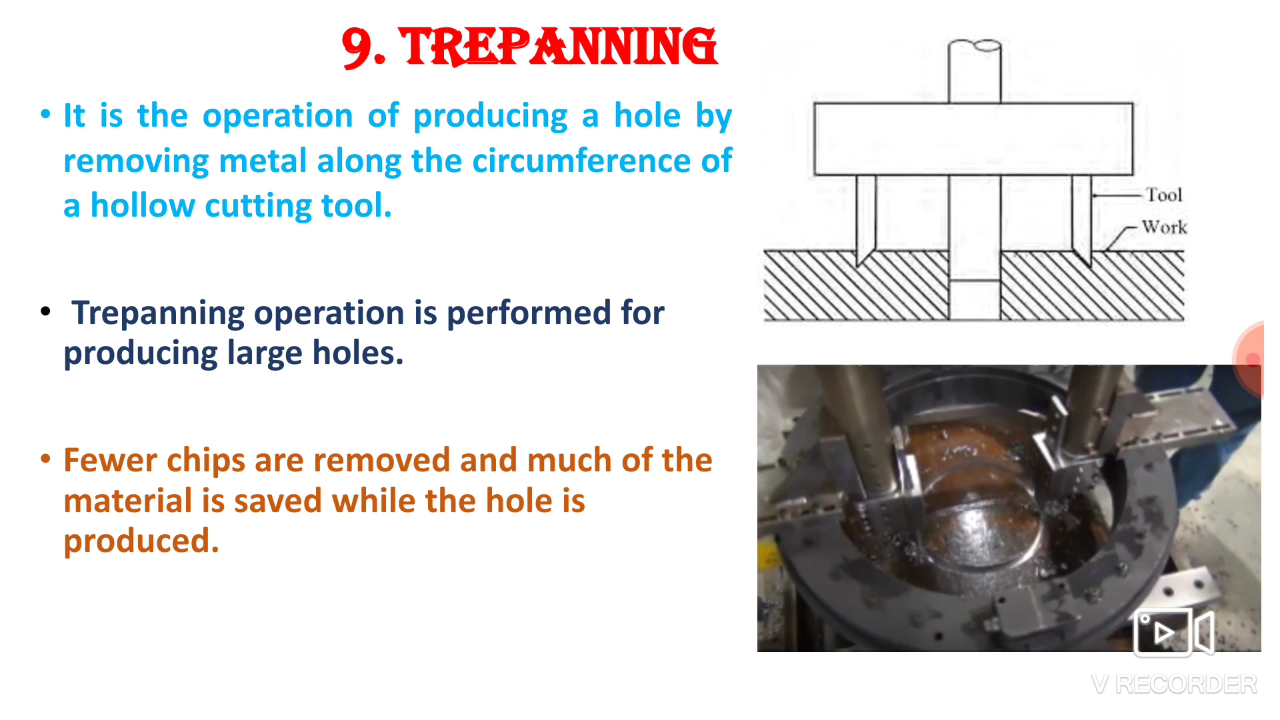 9. TREPANNING
• It is the operation of producing a hole by
removing metal along the circumference of
a hollow cutting tool.
• Trepanning operation is performed for
producing large holes.
• Fewer chips are removed and much of the
material is saved while the hole is
produced.
Tool
Work
V RECORDER